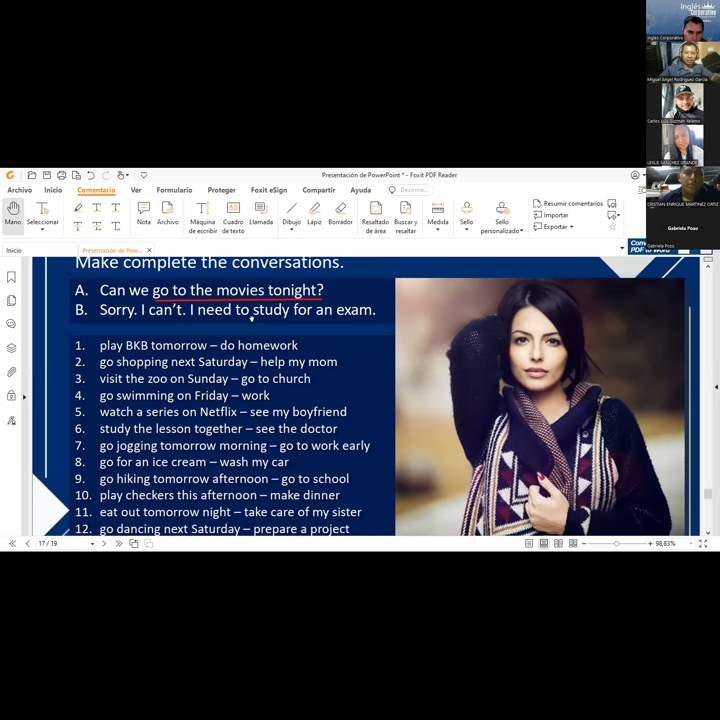 Inglés
Corporativo
Inglés Corporativo
Miguel Angel Rodriguez Garcia
Carlos Luis Guzman Yallerco
LESLIE SANCHEZ GRANDE
CRISTIAN ENRIQUE MARTINEZ ORTIZ
Gabriela Pozo
Gabriela Pozo
Presentación de PowerPoint * - Foxit PDF Reader
Archivo Inicio Comentario Ver Formulario Proteger Foxit eSign Compartir Ayuda Decirme...
Mano Seleccionar Nota Archivo Máquina de escribir Cuadro de texto Llamada Dibujo Lápiz Borrador Resaltado de área Buscar y resaltar Medida Sello Sello personalizado
Resumir comentarios
Importar
Exportar
Inicio Presentación de Pow...
Make complete the conversations.
A. Can we go to the movies tonight?
B. Sorry. I can't. I need to study for an exam.
1. play BKB tomorrow – do homework
2. go shopping next Saturday – help my mom
3. visit the zoo on Sunday – go to church
4. go swimming on Friday – work
5. watch a series on Netflix – see my boyfriend
6. study the lesson together – see the doctor
7. go jogging tomorrow morning – go to work early
8. go for an ice cream – wash my car
9. go hiking tomorrow afternoon – go to school
10. play checkers this afternoon – make dinner
11. eat out tomorrow night – take care of my sister
12. go dancing next Saturday – prepare a project
17 / 19
98,83%